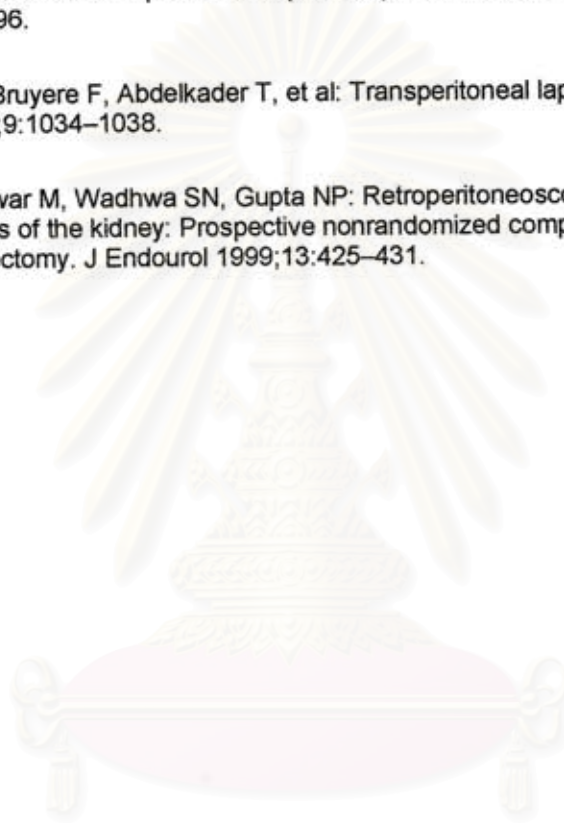 96.
Bruyere F, Abdelkader T, et al: Transperitoneal lap
9:1034–1038.
var M, Wadhwa SN, Gupta NP: Retroperitoneosc
s of the kidney: Prospective nonrandomized comp
ctomy. J Endourol 1999;13:425–431.